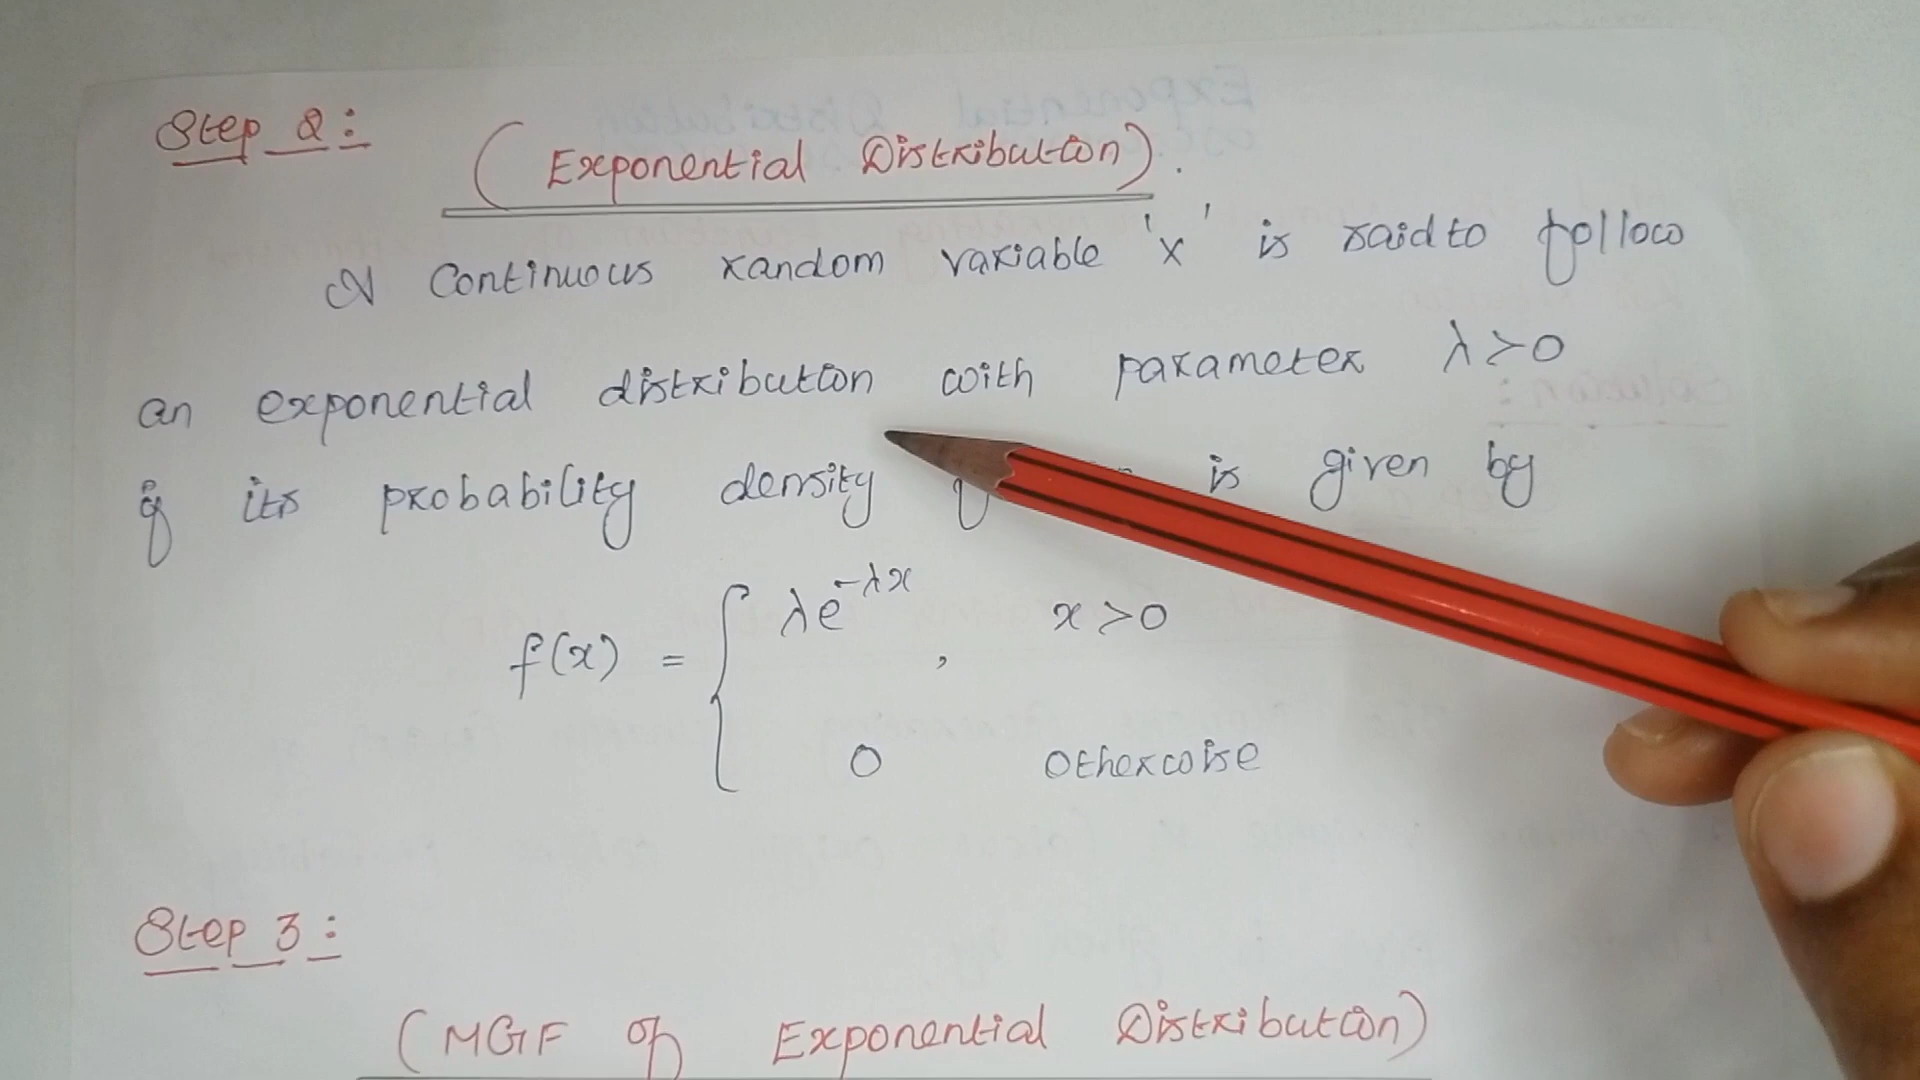 Step 2:
(Exponential Distribution).
A Continuous random variable 'x' is said to follow
an exponential distribution with parameter λ>0
if its probability density is given by
f(x) = { λe^{-λx} , x>0
0 otherwise
Step 3:
(MGF of Exponential Distribution)